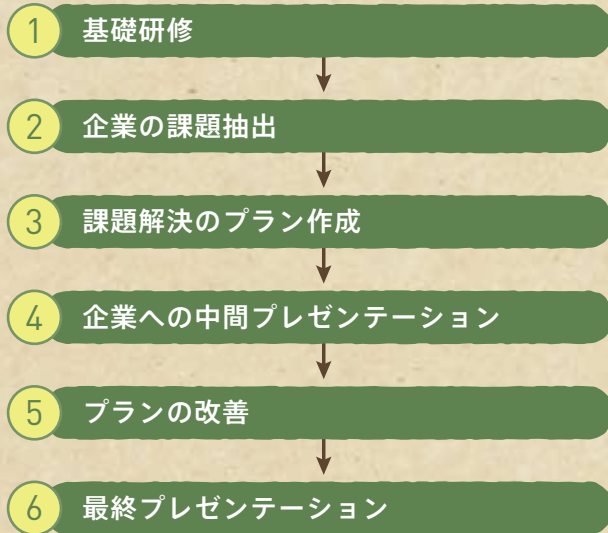 1 基礎研修
2 企業の課題抽出
3 課題解決のプラン作成
4 企業への中間プレゼンテーション
5 プランの改善
6 最終プレゼンテーション